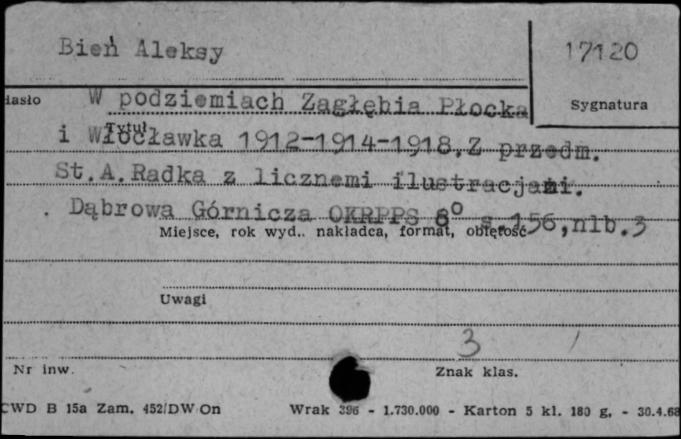 Bień Aleksy
17120
Sygnatura
Hasło
W podziemiach Zagłębia Płocka
Tytuł
i Włocławka 1912-1914-1918. Z przedm.
St. A. Radka z licznemi ilustracjami.
. Dąbrowa Górnicza OKRPPS 8° s. 156, nlb. 3
Miejsce, rok wyd., nakładca, format, objętość
Uwagi
3 /
Nr inw.
Znak klas.
CWD B 15a Zam. 452/DW On Wrak 396 - 1.730.000 - Karton 5 kl. 180 g. - 30.4.68